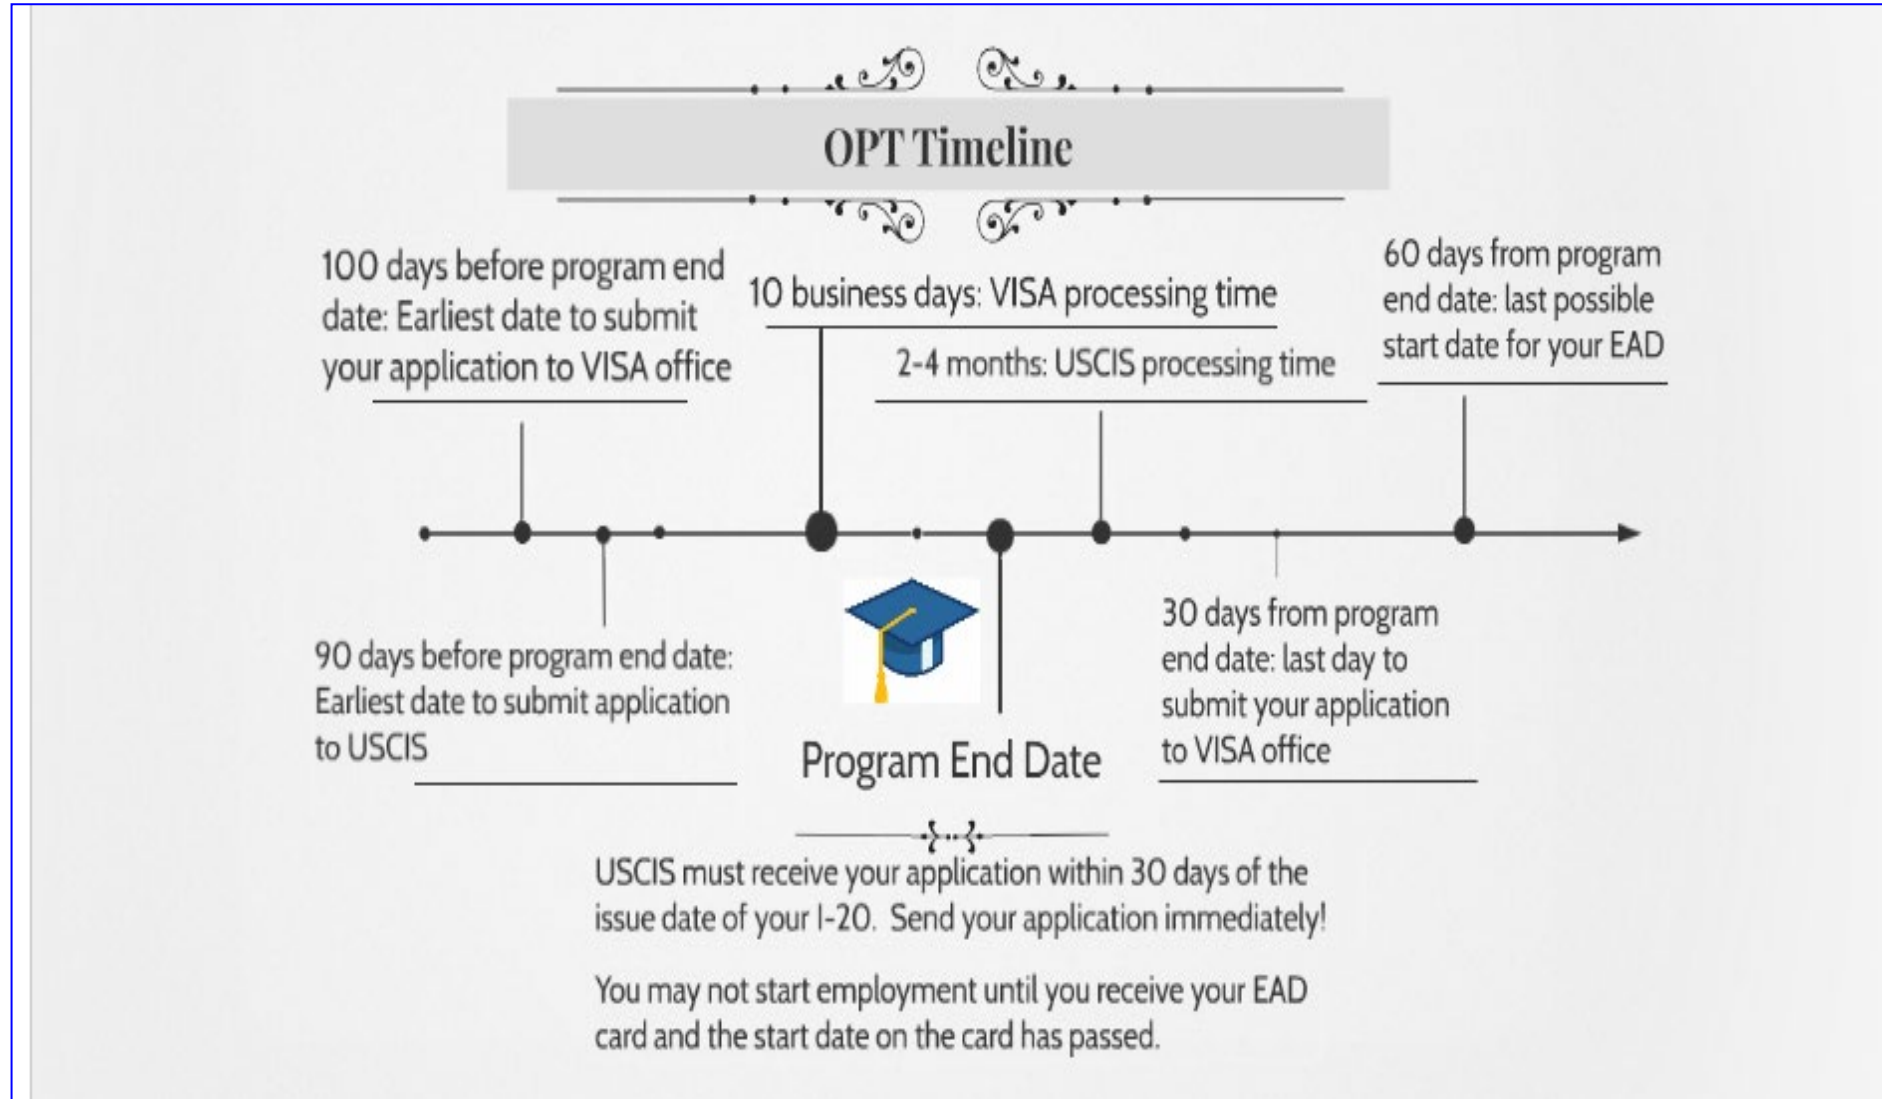 OPT Timeline
100 days before program end
date: Earliest date to submit
your application to VISA office
10 business days: VISA processing time
2-4 months: USCIS processing time
60 days from program
end date: last possible
start date for your EAD
90 days before program end date:
Earliest date to submit application
to USCIS
Program End Date
30 days from program
end date: last day to
submit your application
to VISA office
USCIS must receive your application within 30 days of the
issue date of your I-20. Send your application immediately!
You may not start employment until you receive your EAD
card and the start date on the card has passed.